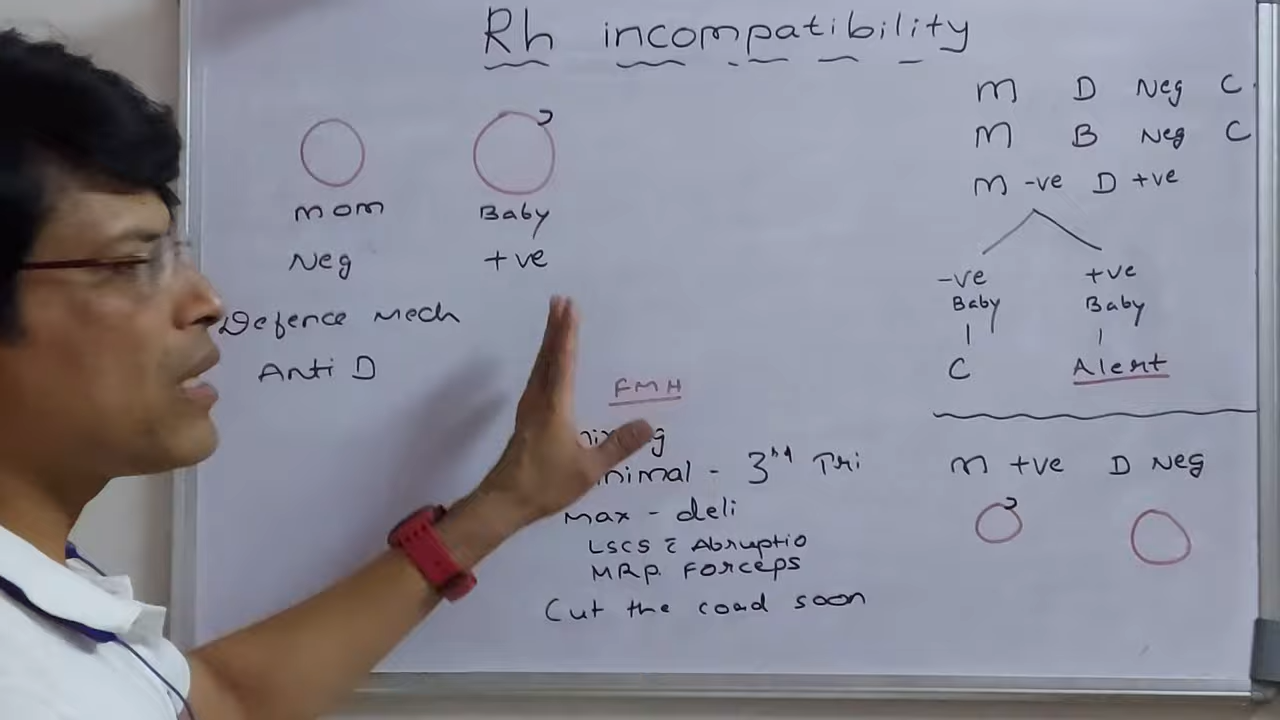 Rh incompatibility
Mom Baby
Neg +ve
Defence Mech
Anti D
FMH
- 3rd Tri
Max - deli
LSCS c Abruptio
MRP Forceps
Cut the coad soon
M D Neg C
M B Neg C
M -ve D +ve
-ve +ve
Baby Baby
C Alert
M +ve D Neg